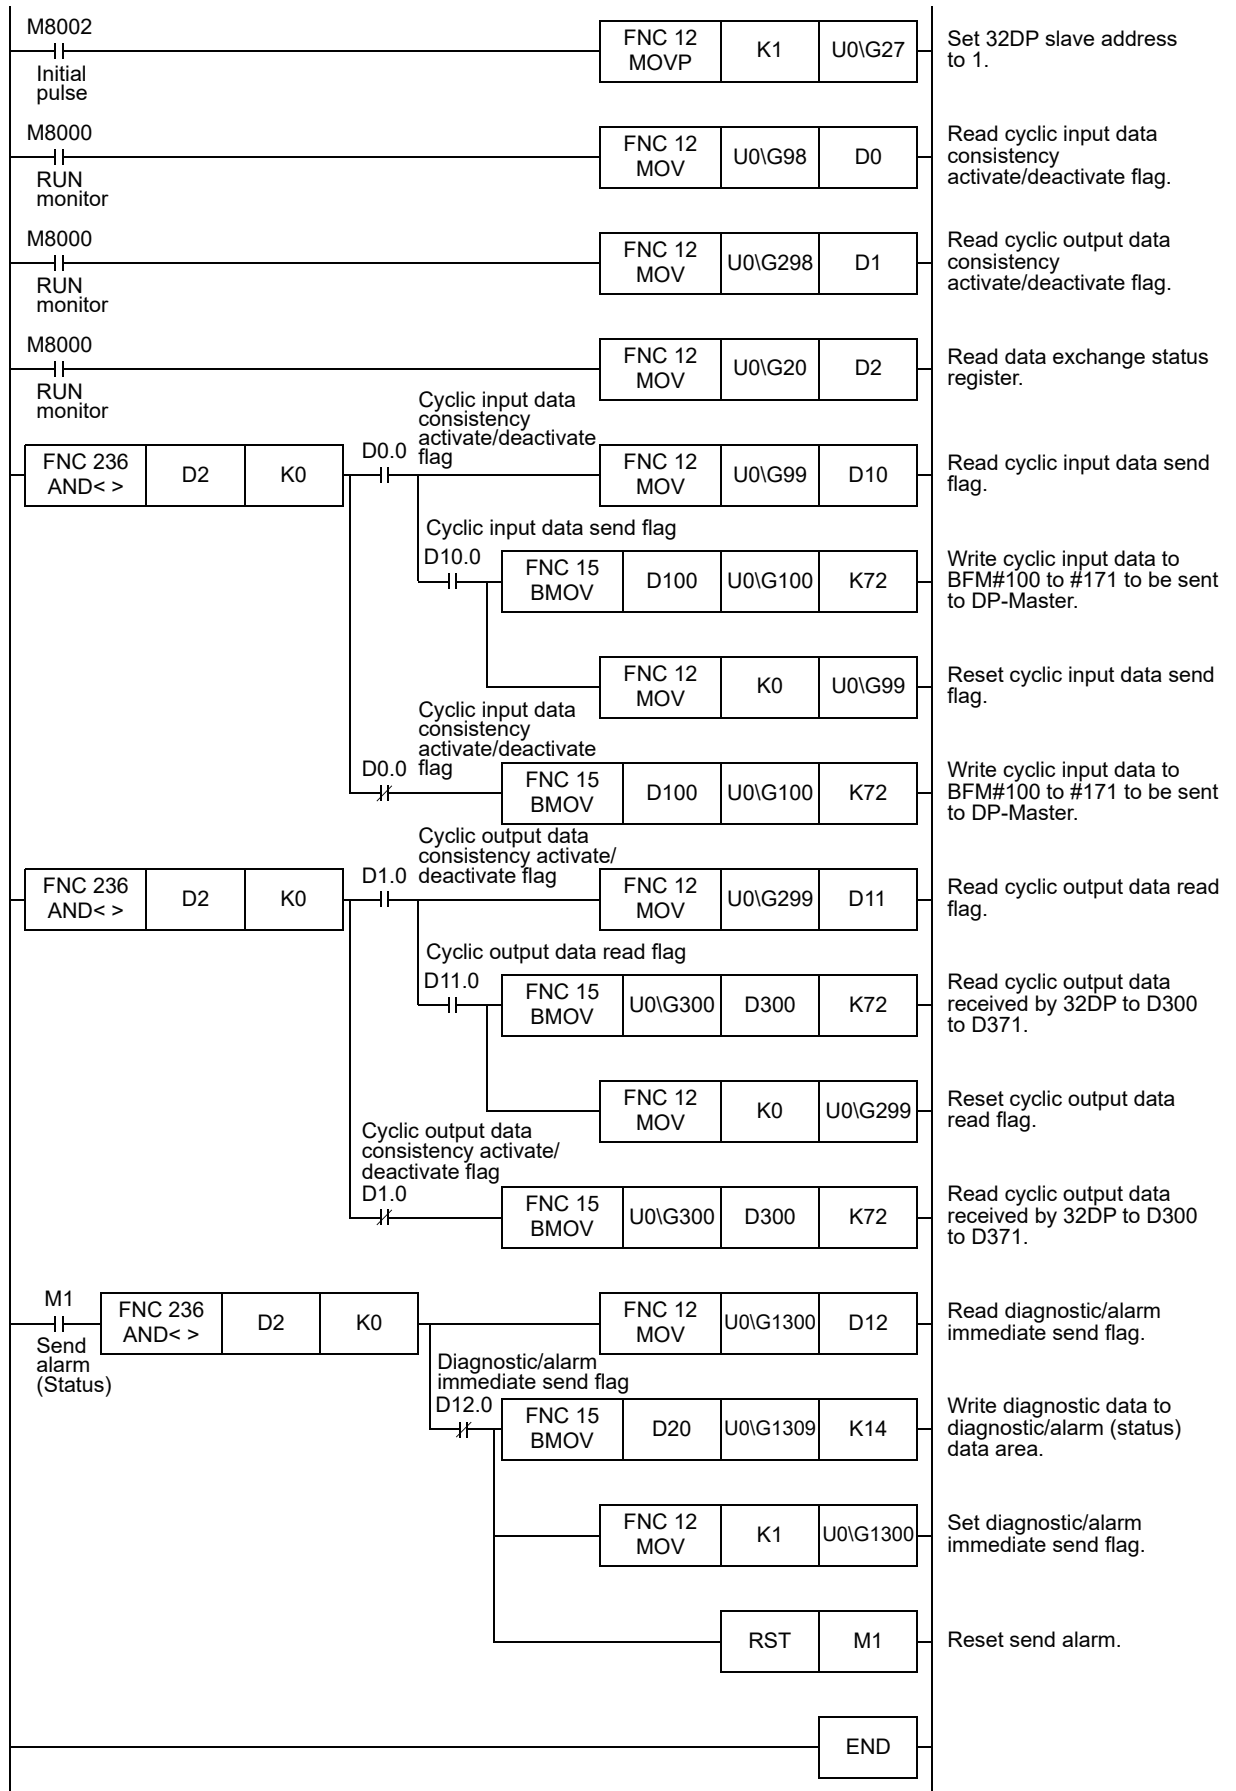 M8002
Initial
pulse
FNC 12
MOVP
K1
U0\G27
Set 32DP slave address
to 1.
M8000
RUN
monitor
FNC 12
MOV
U0\G98
D0
Read cyclic input data
consistency
activate/deactivate flag.
M8000
RUN
monitor
FNC 12
MOV
U0\G298
D1
Read cyclic output data
consistency
activate/deactivate flag.
M8000
RUN
monitor
FNC 12
MOV
U0\G20
D2
Read data exchange status
register.
FNC 236
AND< >
D2
K0
D0.0
Cyclic input data
consistency
activate/deactivate
flag
FNC 12
MOV
U0\G99
D10
Read cyclic input data send
flag.
Cyclic input data send flag
D10.0
FNC 15
BMOV
D100
U0\G100
K72
Write cyclic input data to
BFM#100 to #171 to be sent
to DP-Master.
FNC 12
MOV
K0
U0\G99
Reset cyclic input data send
flag.
Cyclic input data
consistency
activate/deactivate
flag
D0.0
FNC 15
BMOV
D100
U0\G100
K72
Write cyclic input data to
BFM#100 to #171 to be sent
to DP-Master.
FNC 236
AND< >
D2
K0
D1.0
Cyclic output data
consistency activate/
deactivate flag
FNC 12
MOV
U0\G299
D11
Read cyclic output data read
flag.
Cyclic output data read flag
D11.0
FNC 15
BMOV
U0\G300
D300
K72
Read cyclic output data
received by 32DP to D300
to D371.
FNC 12
MOV
K0
U0\G299
Reset cyclic output data
read flag.
Cyclic output data
consistency activate/
deactivate flag
D1.0
FNC 15
BMOV
U0\G300
D300
K72
Read cyclic output data
received by 32DP to D300
to D371.
M1
Send
alarm
(Status)
FNC 236
AND< >
D2
K0
FNC 12
MOV
U0\G1300
D12
Read diagnostic/alarm
immediate send flag.
Diagnostic/alarm
immediate send flag
D12.0
FNC 15
BMOV
D20
U0\G1309
K14
Write diagnostic data to
diagnostic/alarm (status)
data area.
FNC 12
MOV
K1
U0\G1300
Set diagnostic/alarm
immediate send flag.
RST
M1
Reset send alarm.
END